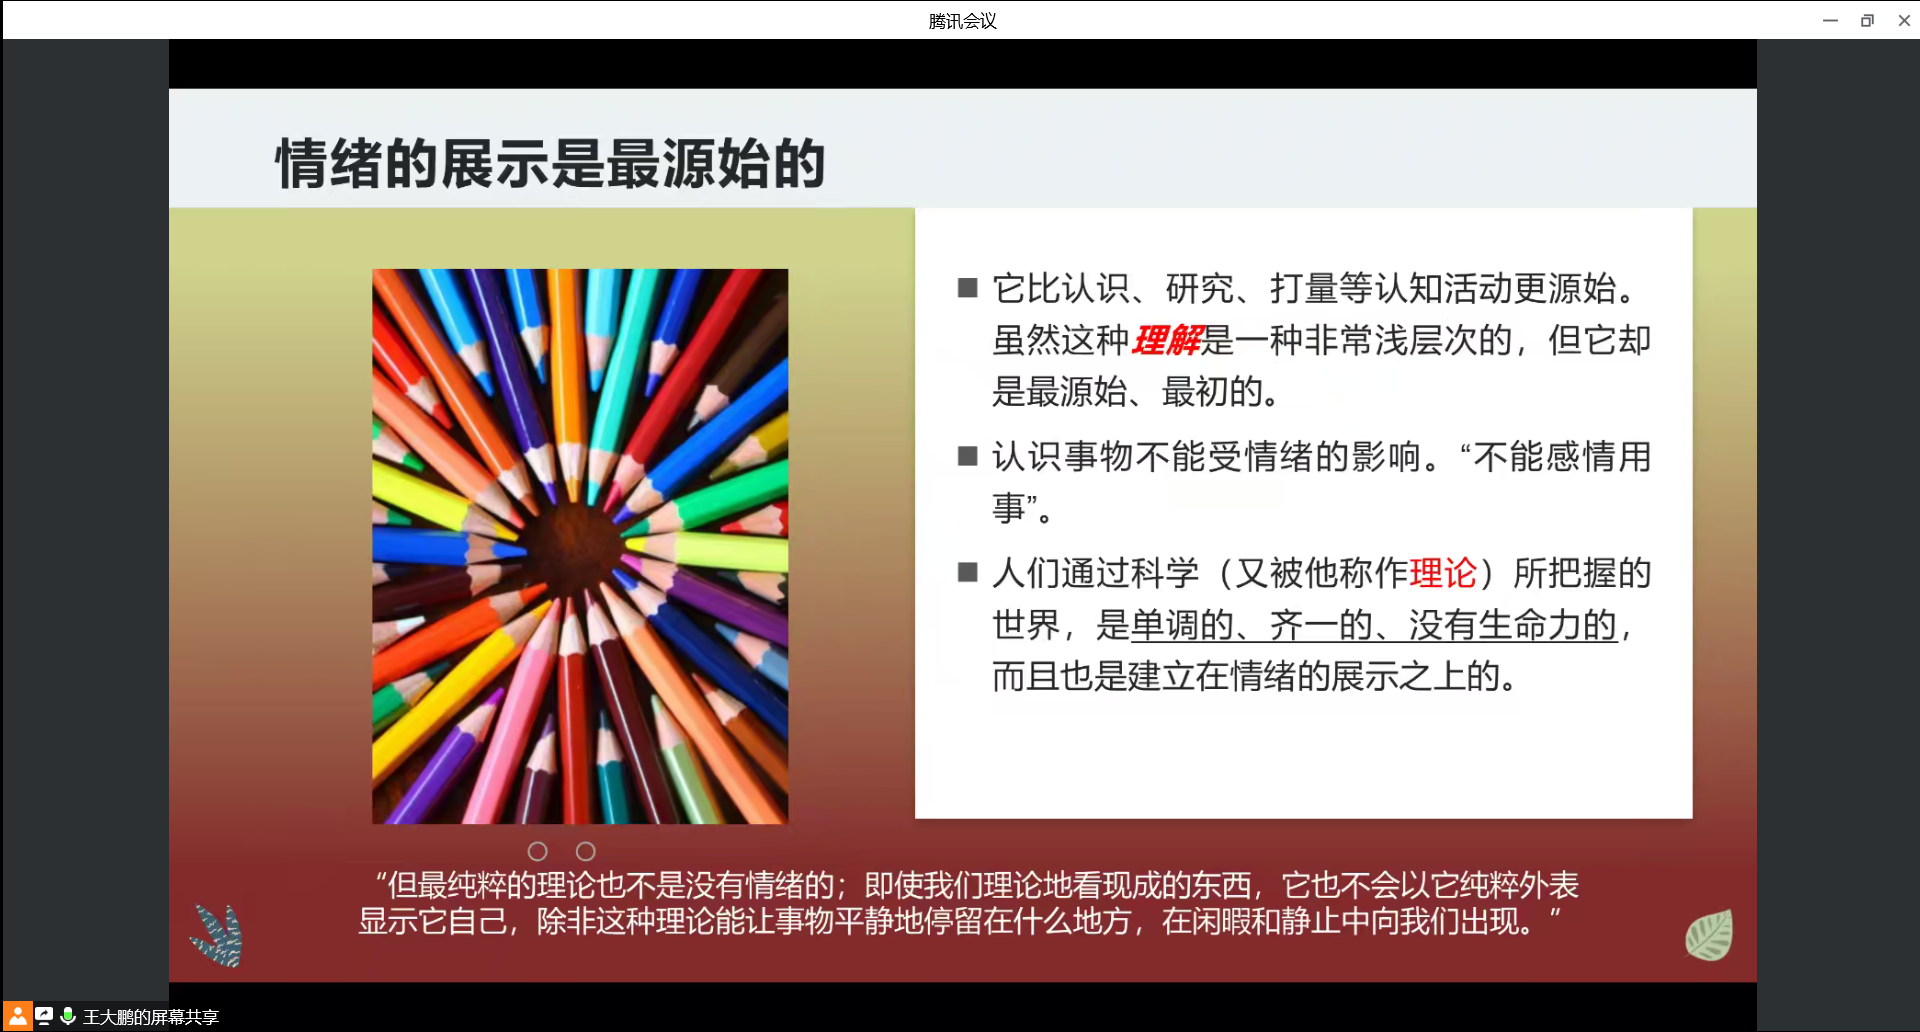 腾讯会议
情绪的展示是最源始的
它比认识、研究、打量等认知活动更源始。
虽然这种理解是一种非常浅层次的，但它却
是最源始、最初的。
认识事物不能受情绪的影响。“不能感情用
事”。
人们通过科学（又被他称作理论）所把握的
世界，是单调的、齐一的、没有生命力的，
而且也是建立在情绪的展示之上的。
“但最纯粹的理论也不是没有情绪的；即使我们理论地看现成的东西，它也不会以它纯粹外表
显示它自己，除非这种理论能让事物平静地停留在什么地方，在闲暇和静止中向我们出现。”
王大鹏的屏幕共享